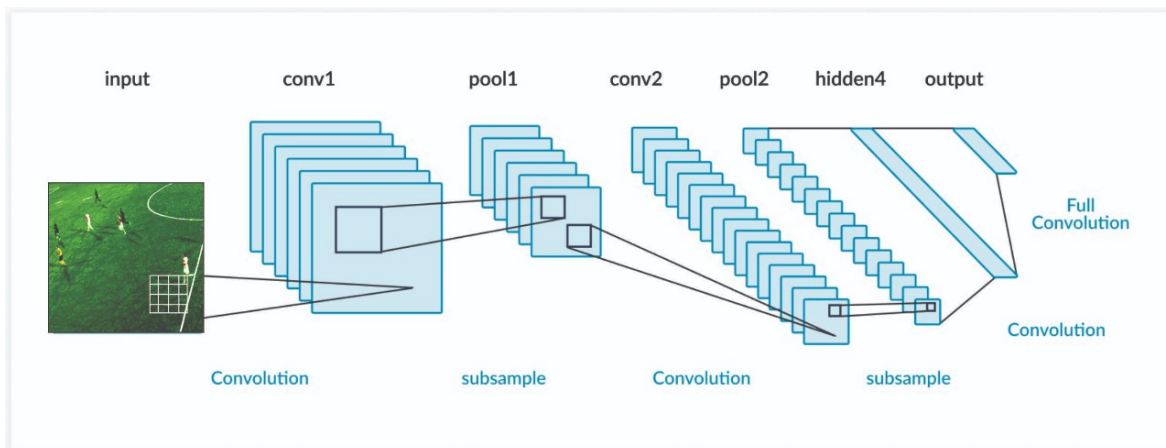 input conv1 pool1 conv2 pool2 hidden4 output
Full
Convolution
Convolution
Convolution subsample Convolution subsample